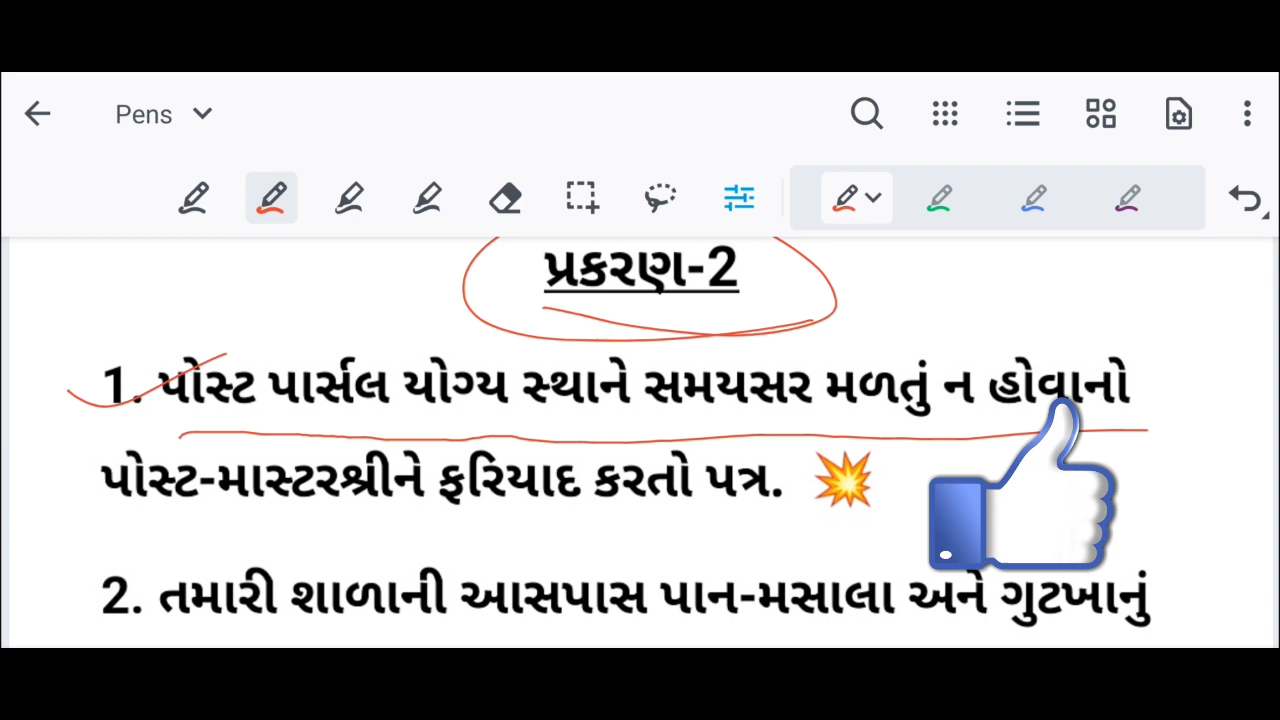 Pens
પ્રકરણ-2
1. પોસ્ટ પાર્સલ યોગ્ય સ્થાને સમયસર મળતું ન હોવાનો
પોસ્ટ-માસ્ટરશ્રીને ફરિયાદ કરતો પત્ર.
2. તમારી શાળાની આસપાસ પાન-મસાલા અને ગુટખાનું